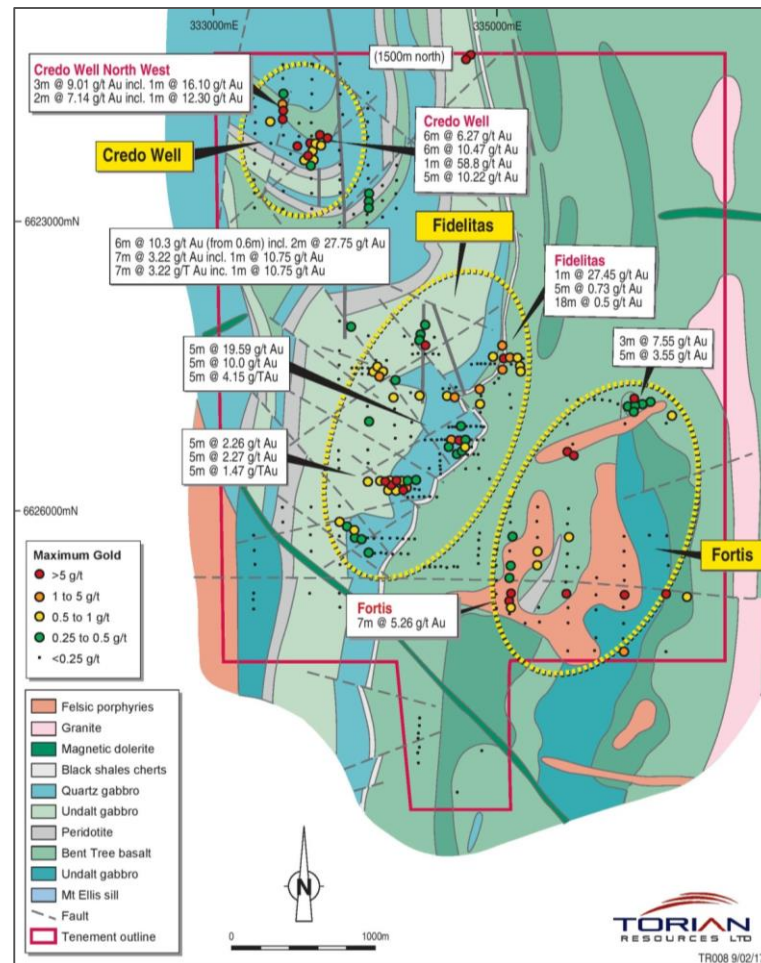 333000mE
335000mE
(1500m north)
Credo Well North West
3m @ 9.01 g/t Au incl. 1m @ 16.10 g/t Au
2m @ 7.14 g/t Au incl. 1m @ 12.30 g/t Au
Credo Well
Credo Well
6m @ 6.27 g/t Au
6m @ 10.47 g/t Au
1m @ 58.8 g/t Au
5m @ 10.22 g/t Au
6623000mN
Fidelitas
6m @ 10.3 g/t Au (from 0.6m) incl. 2m @ 27.75 g/t Au
7m @ 3.22 g/t Au incl. 1m @ 10.75 g/t Au
7m @ 3.22 g/T Au inc. 1m @ 10.75 g/t Au
Fidelitas
1m @ 27.45 g/t Au
5m @ 0.73 g/t Au
18m @ 0.5 g/t Au
3m @ 7.55 g/t Au
5m @ 3.55 g/t Au
5m @ 19.59 g/t Au
5m @ 10.0 g/t Au
5m @ 4.15 g/TAu
5m @ 2.26 g/t Au
5m @ 2.27 g/t Au
5m @ 1.47 g/TAu
6626000mN
Fortis
Fortis
7m @ 5.26 g/t Au
Maximum Gold
>5 g/t
1 to 5 g/t
0.5 to 1 g/t
0.25 to 0.5 g/t
<0.25 g/t
Felsic porphyries
Granite
Magnetic dolerite
Black shales cherts
Quartz gabbro
Undalt gabbro
Peridotite
Bent Tree basalt
Undalt gabbro
Mt Ellis sill
Fault
Tenement outline
N
0 1000m
TORIAN
RESOURCES LTD
TR008 9/02/17